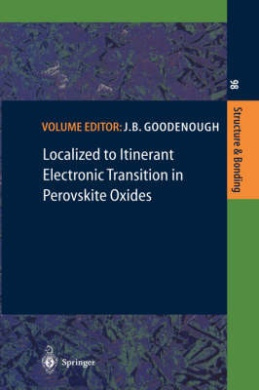 98
Structure & Bonding
VOLUME EDITOR: J.B. GOODENOUGH
Localized to Itinerant
Electronic Transition in
Perovskite Oxides
Springer